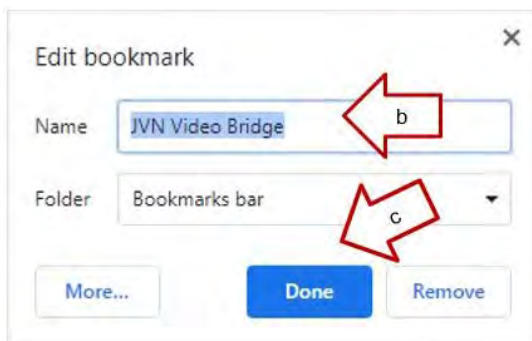 Edit bookmark
Name JVN Video Bridge b
Folder Bookmarks bar
c
More... Done Remove